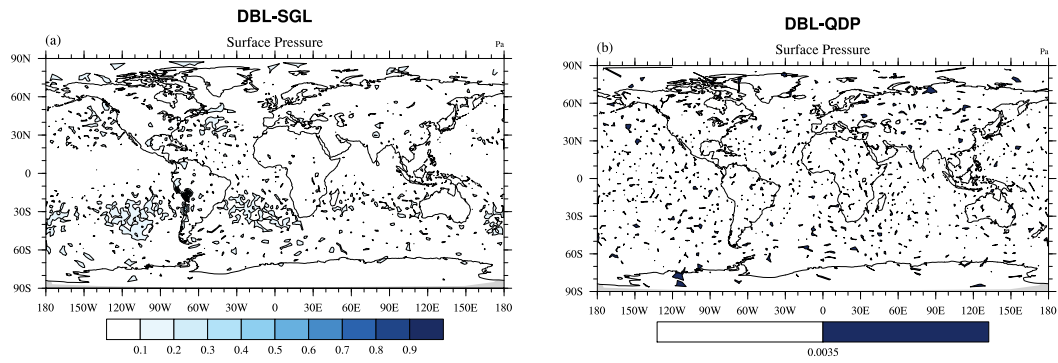 DBL-SGL
(a)
Surface Pressure
Pa
90N
60N
30N
0
30S
60S
90S
180 150W 120W 90W 60W 30W 0 30E 60E 90E 120E 150E 180
0.1 0.2 0.3 0.4 0.5 0.6 0.7 0.8 0.9
DBL-QDP
(b)
Surface Pressure
Pa
90N
60N
30N
0
30S
60S
90S
180 150W 120W 90W 60W 30W 0 30E 60E 90E 120E 150E 180
0.0035